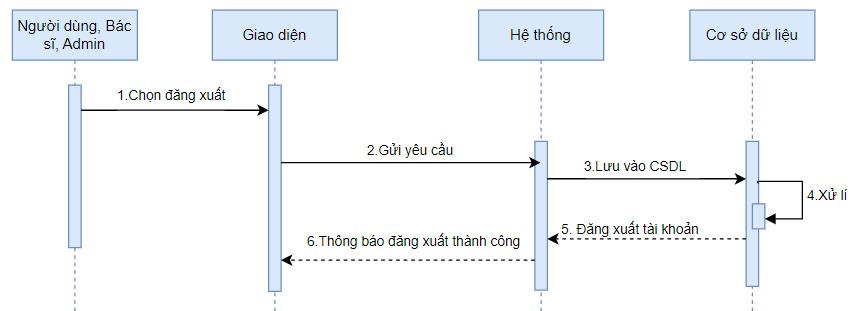 Người dùng, Bác
sĩ, Admin
Giao diện
Hệ thống
Cơ sở dữ liệu
1.Chọn đăng xuất
2.Gửi yêu cầu
3.Lưu vào CSDL
4.Xử lí
5. Đăng xuất tài khoản
6.Thông báo đăng xuất thành công